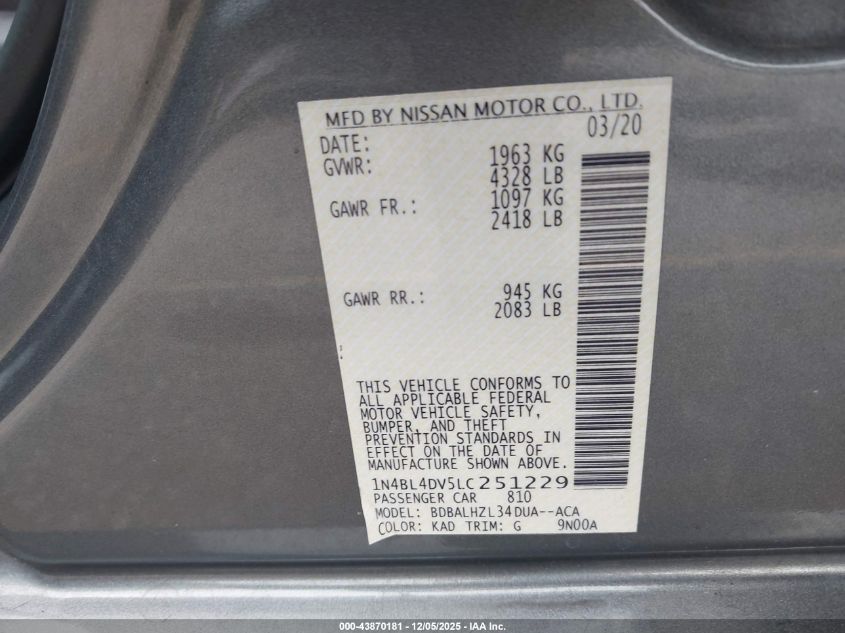 MFD BY NISSAN MOTOR CO., LTD.
DATE: 03/20
GVWR: 1963 KG
4328 LB
GAWR FR.: 1097 KG
2418 LB
GAWR RR.: 945 KG
2083 LB
:
THIS VEHICLE CONFORMS TO
ALL APPLICABLE FEDERAL
MOTOR VEHICLE SAFETY,
BUMPER, AND THEFT
PREVENTION STANDARDS IN
EFFECT ON THE DATE OF
MANUFACTURE SHOWN ABOVE.
1N4BL4DV5LC251229
PASSENGER CAR 810
MODEL: BDBALHZL34DUA--ACA
COLOR: KAD TRIM: G 9N00A
000-43870181 - 12/05/2025 - IAA Inc.